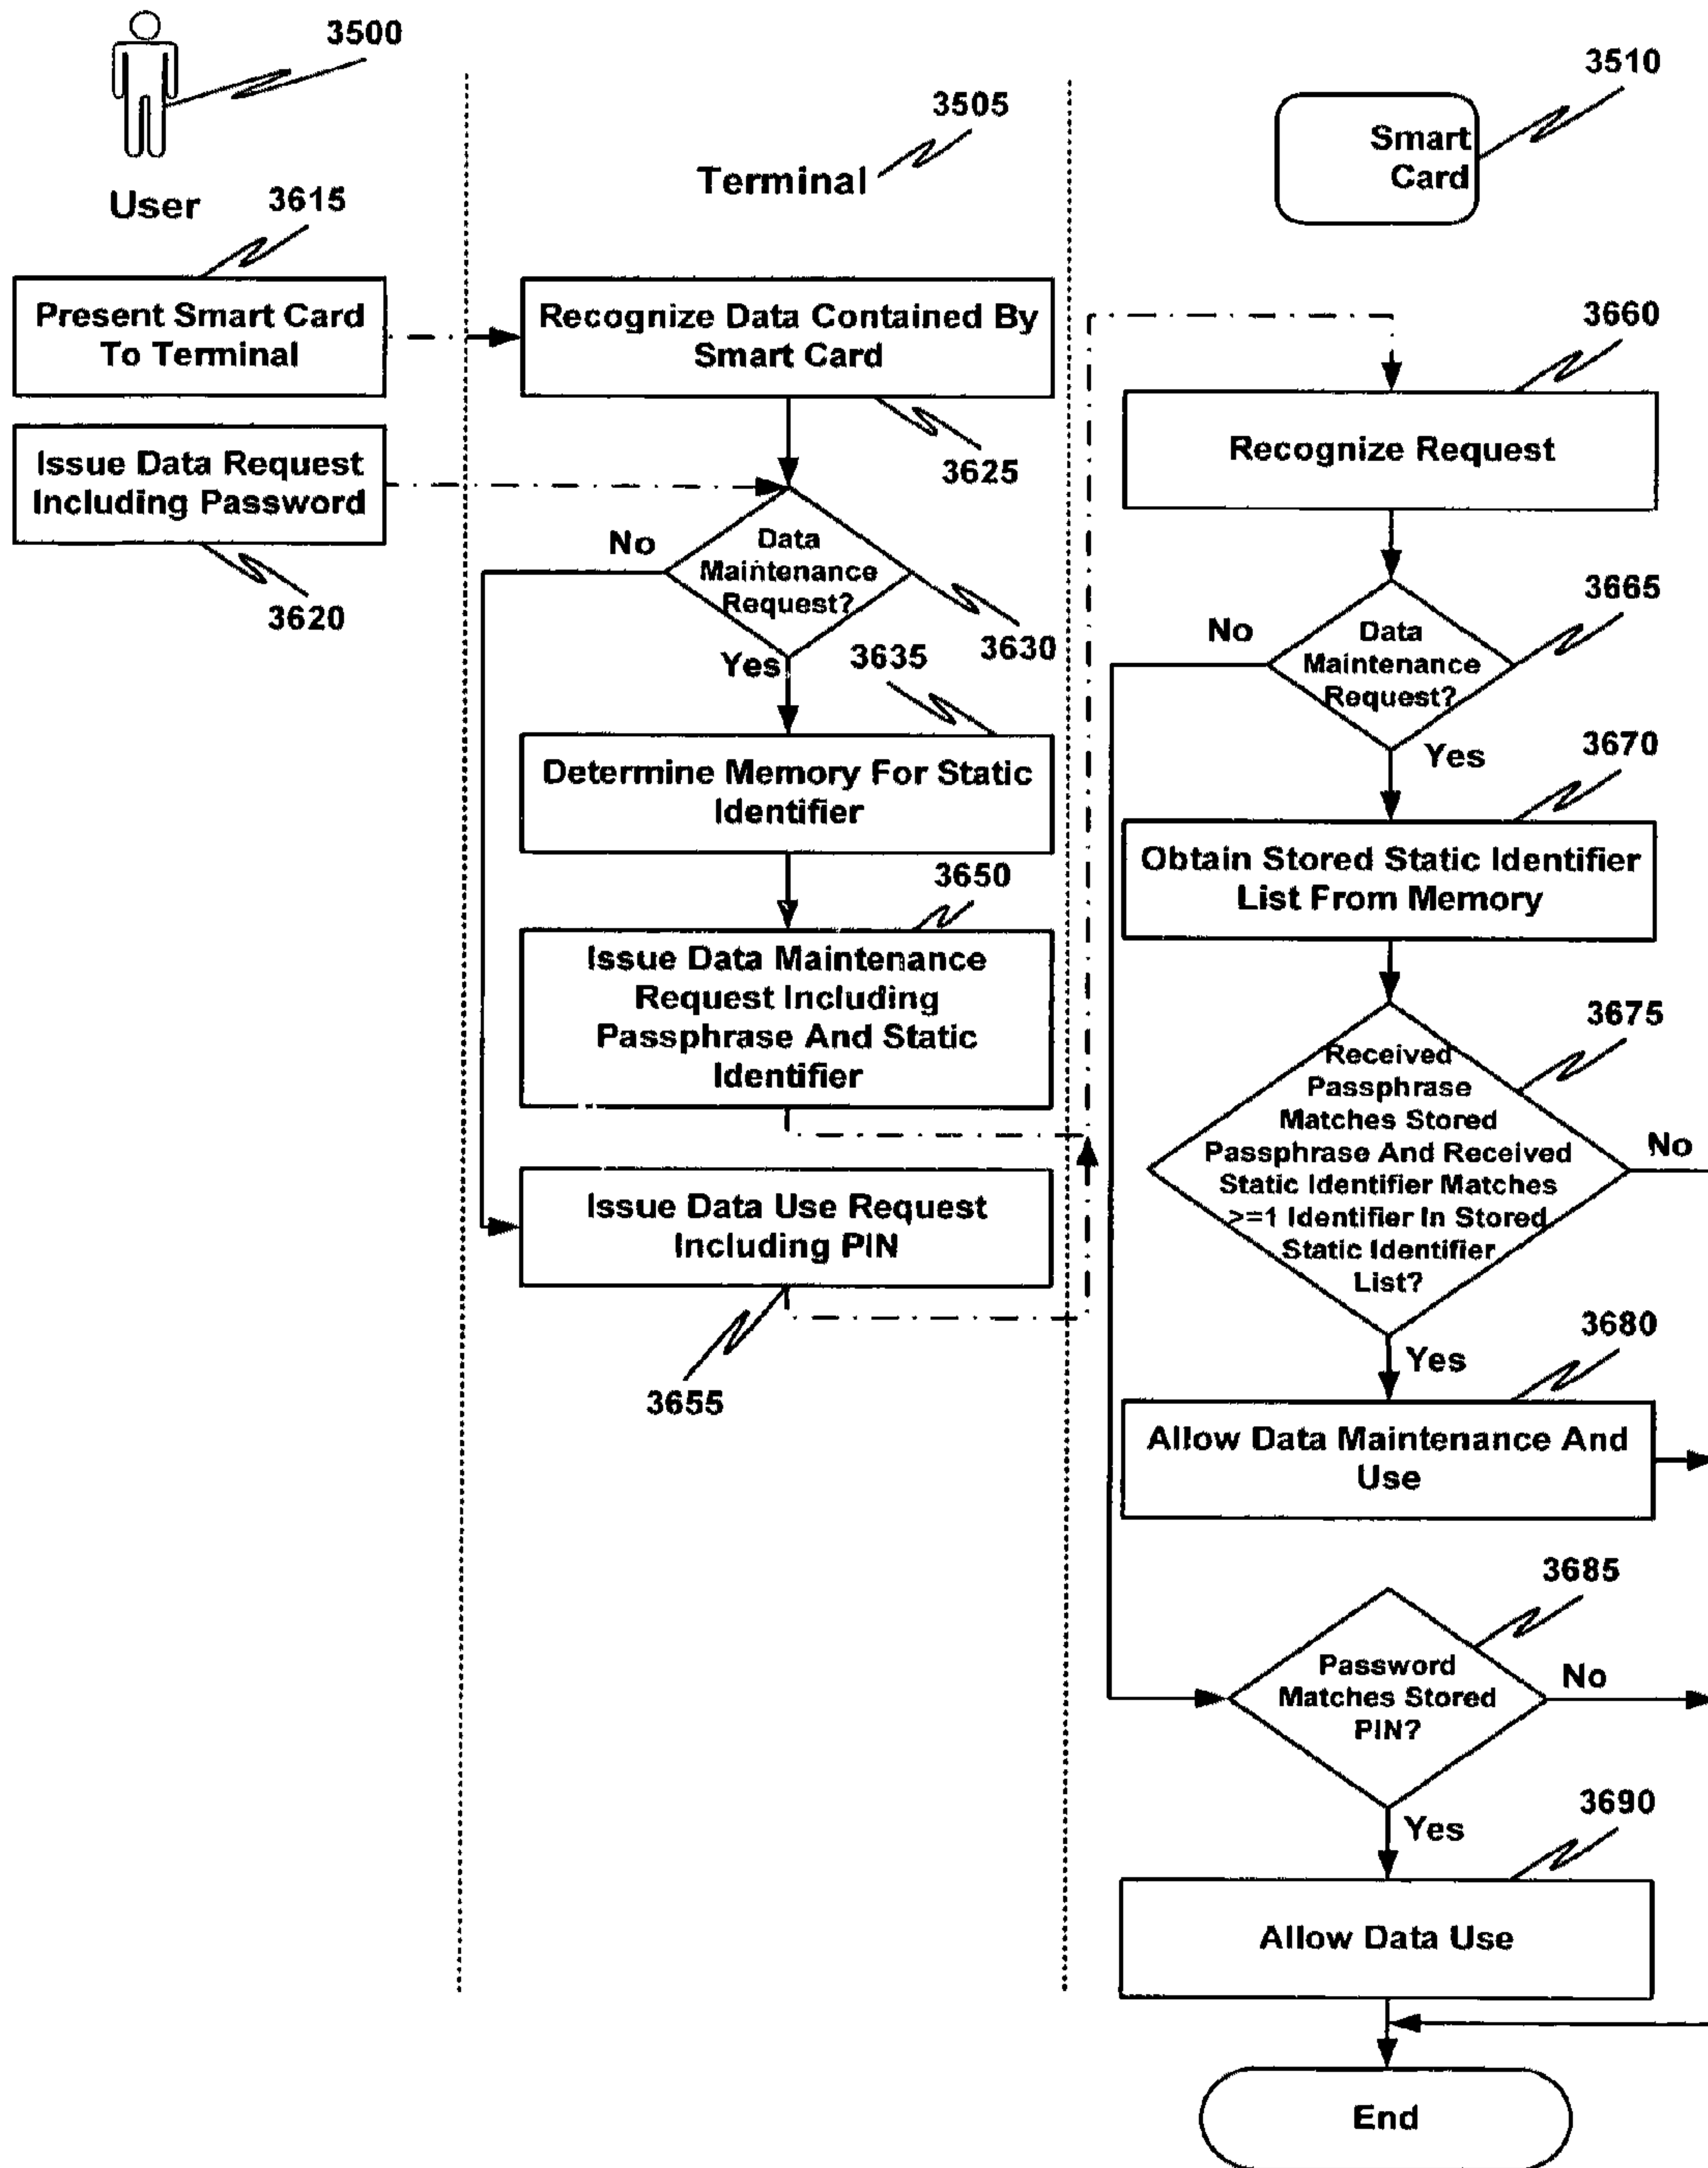 3500
User
3615
Present Smart Card
To Terminal
Issue Data Request
Including Password
3620
3505
Terminal
Recognize Data Contained By
Smart Card
3625
Data
Maintenance
Request?
No
3630
Yes
3635
Determine Memory For Static
Identifier
3650
Issue Data Maintenance
Request Including
Passphrase And Static
Identifier
Issue Data Use Request
Including PIN
3655
3510
Smart
Card
3660
Recognize Request
3665
No
Data
Maintenance
Request?
Yes
3670
Obtain Stored Static Identifier
List From Memory
3675
Received
Passphrase
Matches Stored
Passphrase And Received
Static Identifier Matches
>=1 Identifier In Stored
Static Identifier
List?
No
3680
Yes
Allow Data Maintenance And
Use
3685
Password
Matches Stored
PIN?
No
3690
Yes
Allow Data Use
End